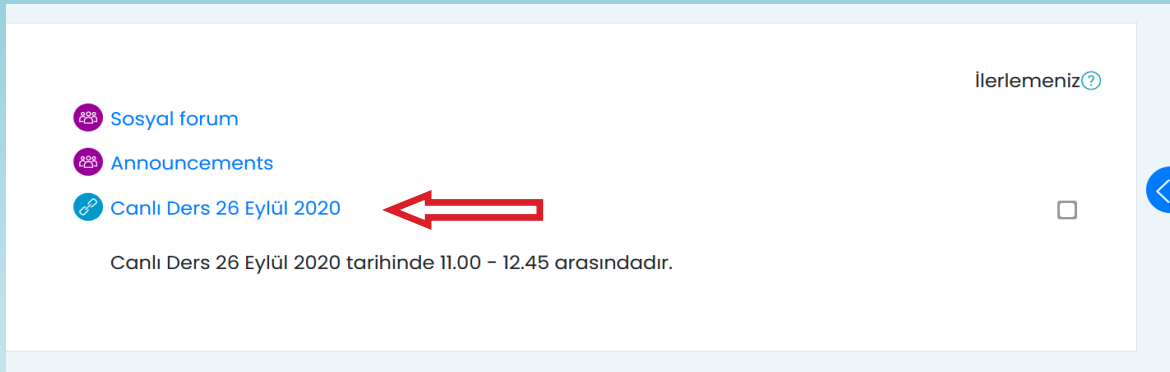 İlerlemeniz
Sosyal forum
Announcements
Canlı Ders 26 Eylül 2020
Canlı Ders 26 Eylül 2020 tarihinde 11.00 - 12.45 arasındadır.